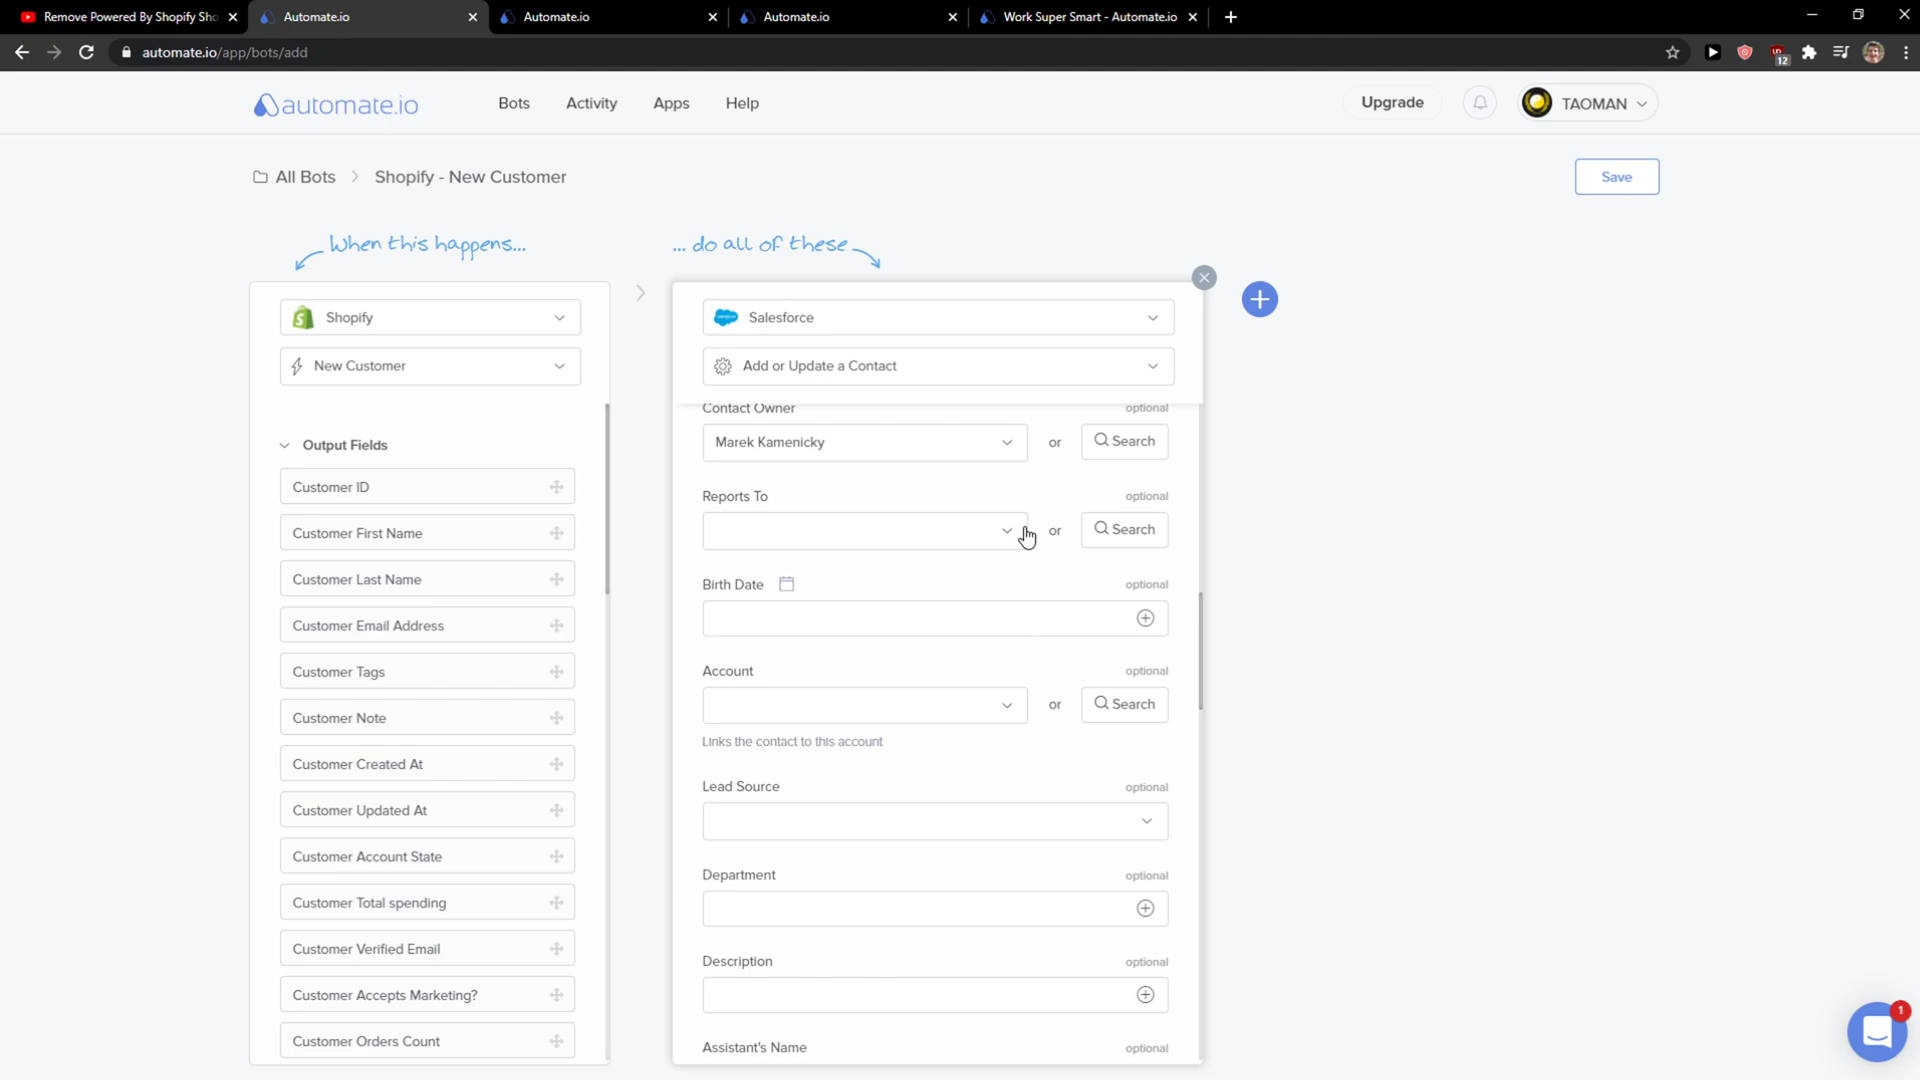 Remove Powered By Shopify Sho
Automate.io
Automate.io
Automate.io
Work Super Smart - Automate.io
automate.io/app/bots/add
12
automate.io
Bots
Activity
Apps
Help
Upgrade
TAOMAN
All Bots
Shopify - New Customer
Save
When this happens...
... do all of these
Shopify
New Customer
Output Fields
Customer ID
Customer First Name
Customer Last Name
Customer Email Address
Customer Tags
Customer Note
Customer Created At
Customer Updated At
Customer Account State
Customer Total spending
Customer Verified Email
Customer Accepts Marketing?
Customer Orders Count
Salesforce
Add or Update a Contact
Contact Owner optional
Marek Kamenicky or Search
Reports To optional
or Search
Birth Date optional
Account optional
or Search
Links the contact to this account
Lead Source optional
Department optional
Description optional
Assistant's Name optional
1